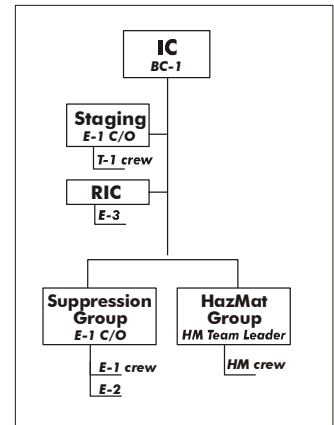 IC
BC-1
Staging
E-1 C/O
T-1 crew
RIC
E-3
Suppression
Group
E-1 C/O
E-1 crew
E-2
HazMat
Group
HM Team Leader
HM crew